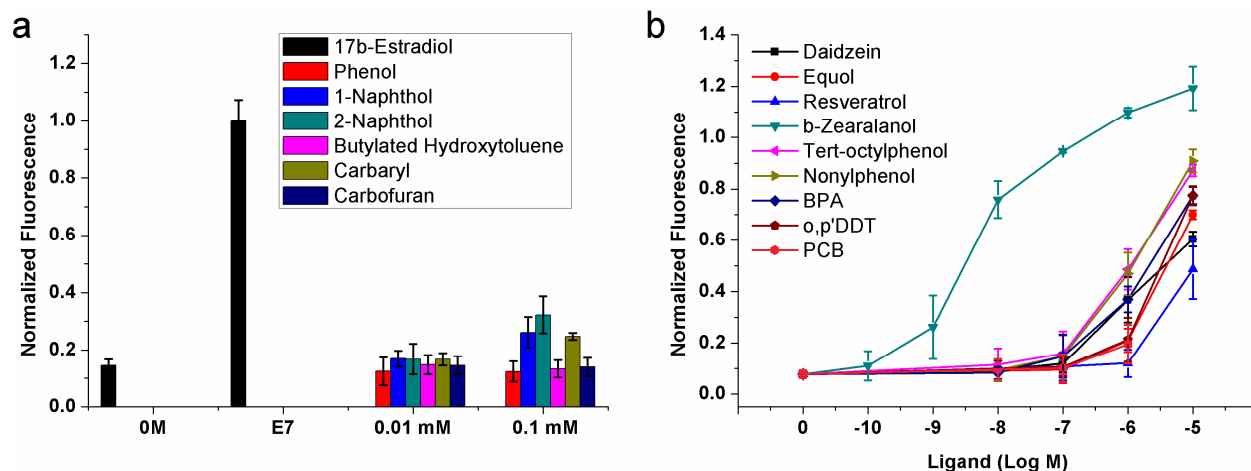 a
Normalized Fluorescence
1.2
1.0
0.8
0.6
0.4
0.2
0.0
17b-Estradiol
Phenol
1-Naphthol
2-Naphthol
Butylated Hydroxytoluene
Carbaryl
Carbofuran
0M E7 0.01 mM 0.1 mM
b
Normalized Fluorescence
1.4
1.2
1.0
0.8
0.6
0.4
0.2
0.0
Daidzein
Equol
Resveratrol
b-Zearalanol
Tert-octylphenol
Nonylphenol
BPA
o,p'DDT
PCB
0 -10 -9 -8 -7 -6 -5
Ligand (Log M)